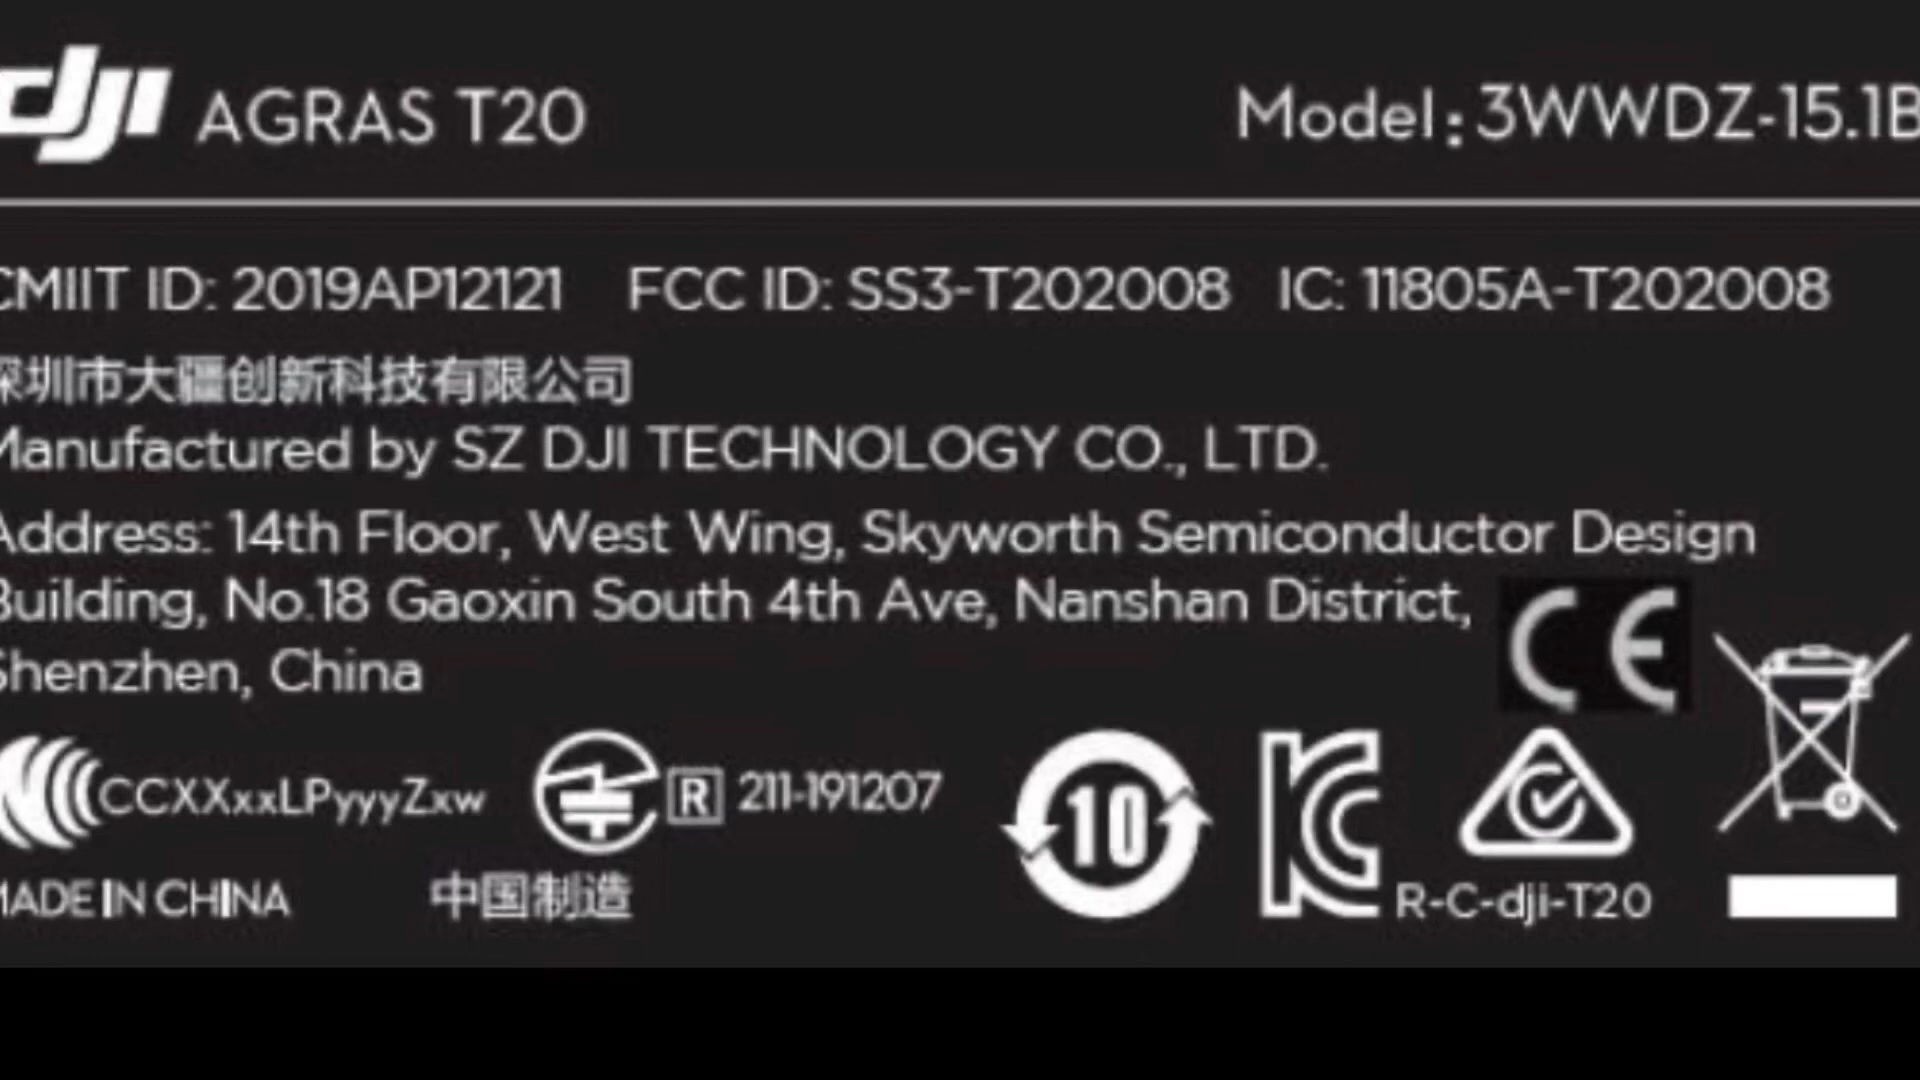 dji AGRAS T20 Model:3WWDZ-15.1B
CMIIT ID: 2019AP12121 FCC ID: SS3-T202008 IC: 11805A-T202008
深圳市大疆创新科技有限公司
Manufactured by SZ DJI TECHNOLOGY CO., LTD.
Address: 14th Floor, West Wing, Skyworth Semiconductor Design
Building, No.18 Gaoxin South 4th Ave, Nanshan District,
Shenzhen, China
CE
CCXXxxLPyyyZxw R 211-191207 10 KC
R-C-dji-T20
MADE IN CHINA 中国制造